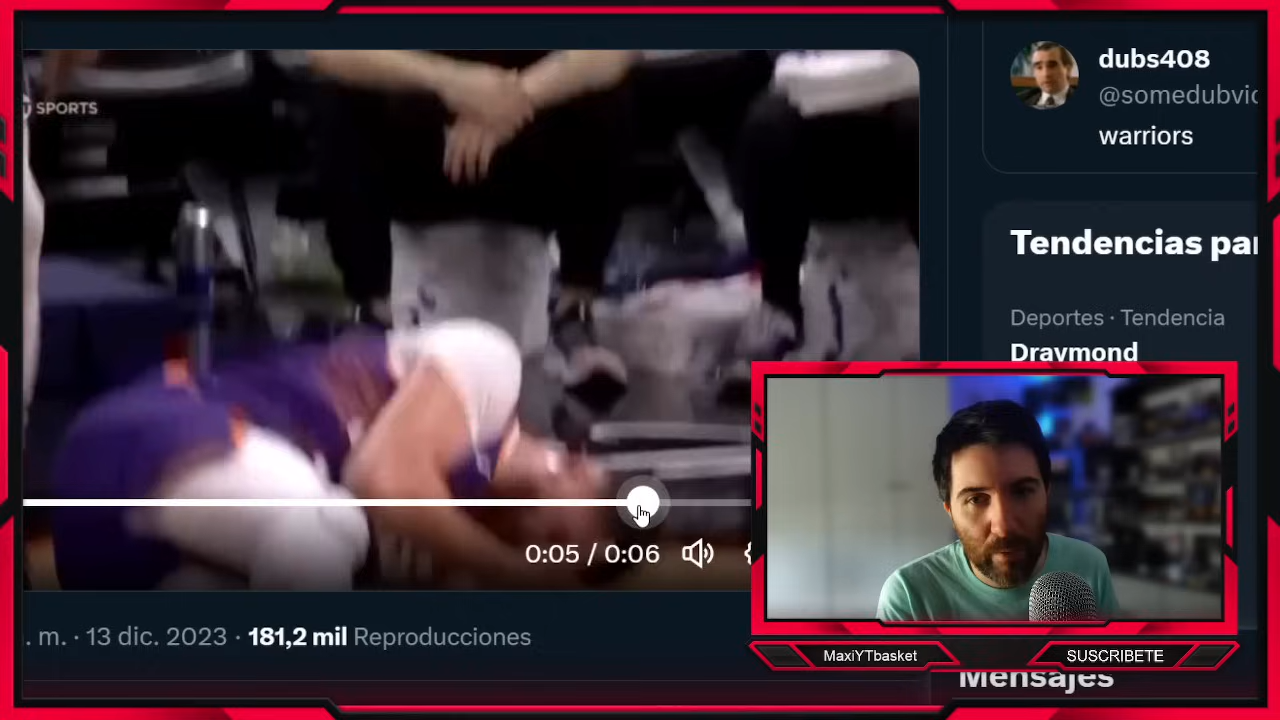 SPORTS
dubs408
@somedubvic
warriors
Tendencias par
Deportes · Tendencia
Draymond
0:05 / 0:06
. m. · 13 dic. 2023 · 181,2 mil Reproducciones
MaxiYTbasket
SUSCRIBETE
Mensajes